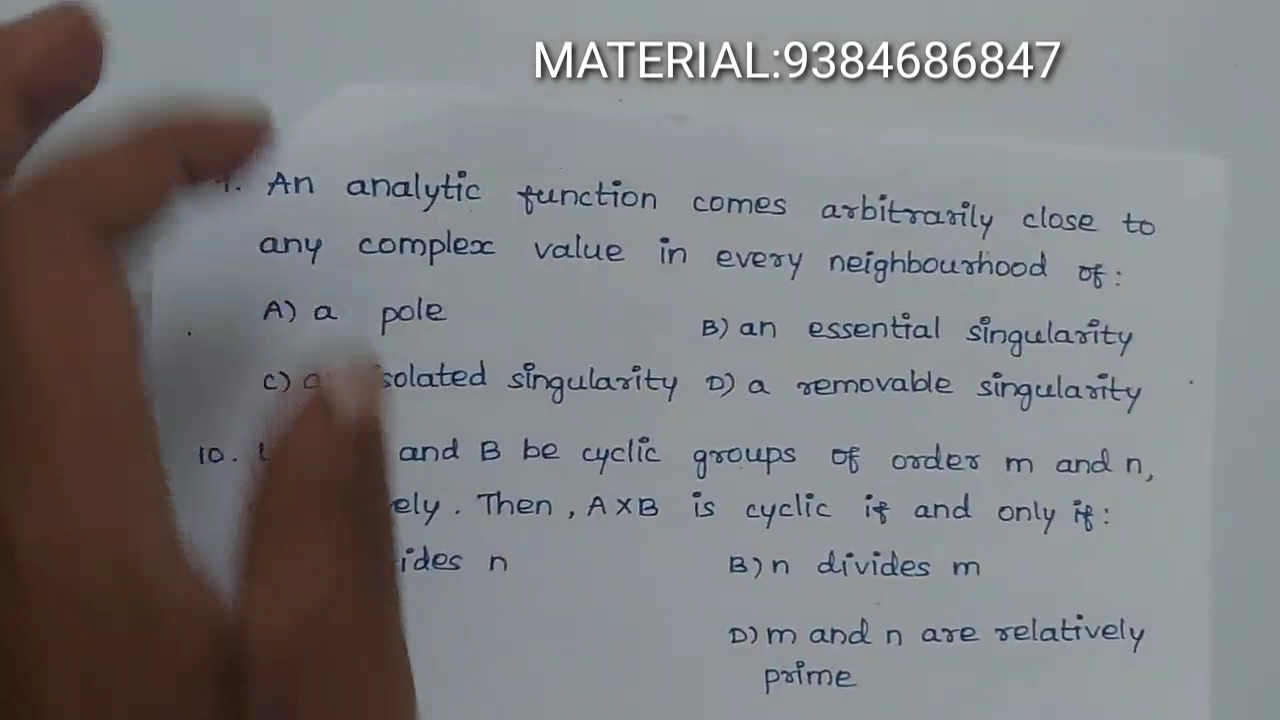 MATERIAL:9384686847
9. An analytic function comes arbitrarily close to
any complex value in every neighbourhood of:
A) a pole B) an essential singularity
C) isolated singularity D) a removable singularity
10. and B be cyclic groups of order m and n,
ely. Then, A×B is cyclic if and only if:
ides n B) n divides m
D) m and n are relatively
prime